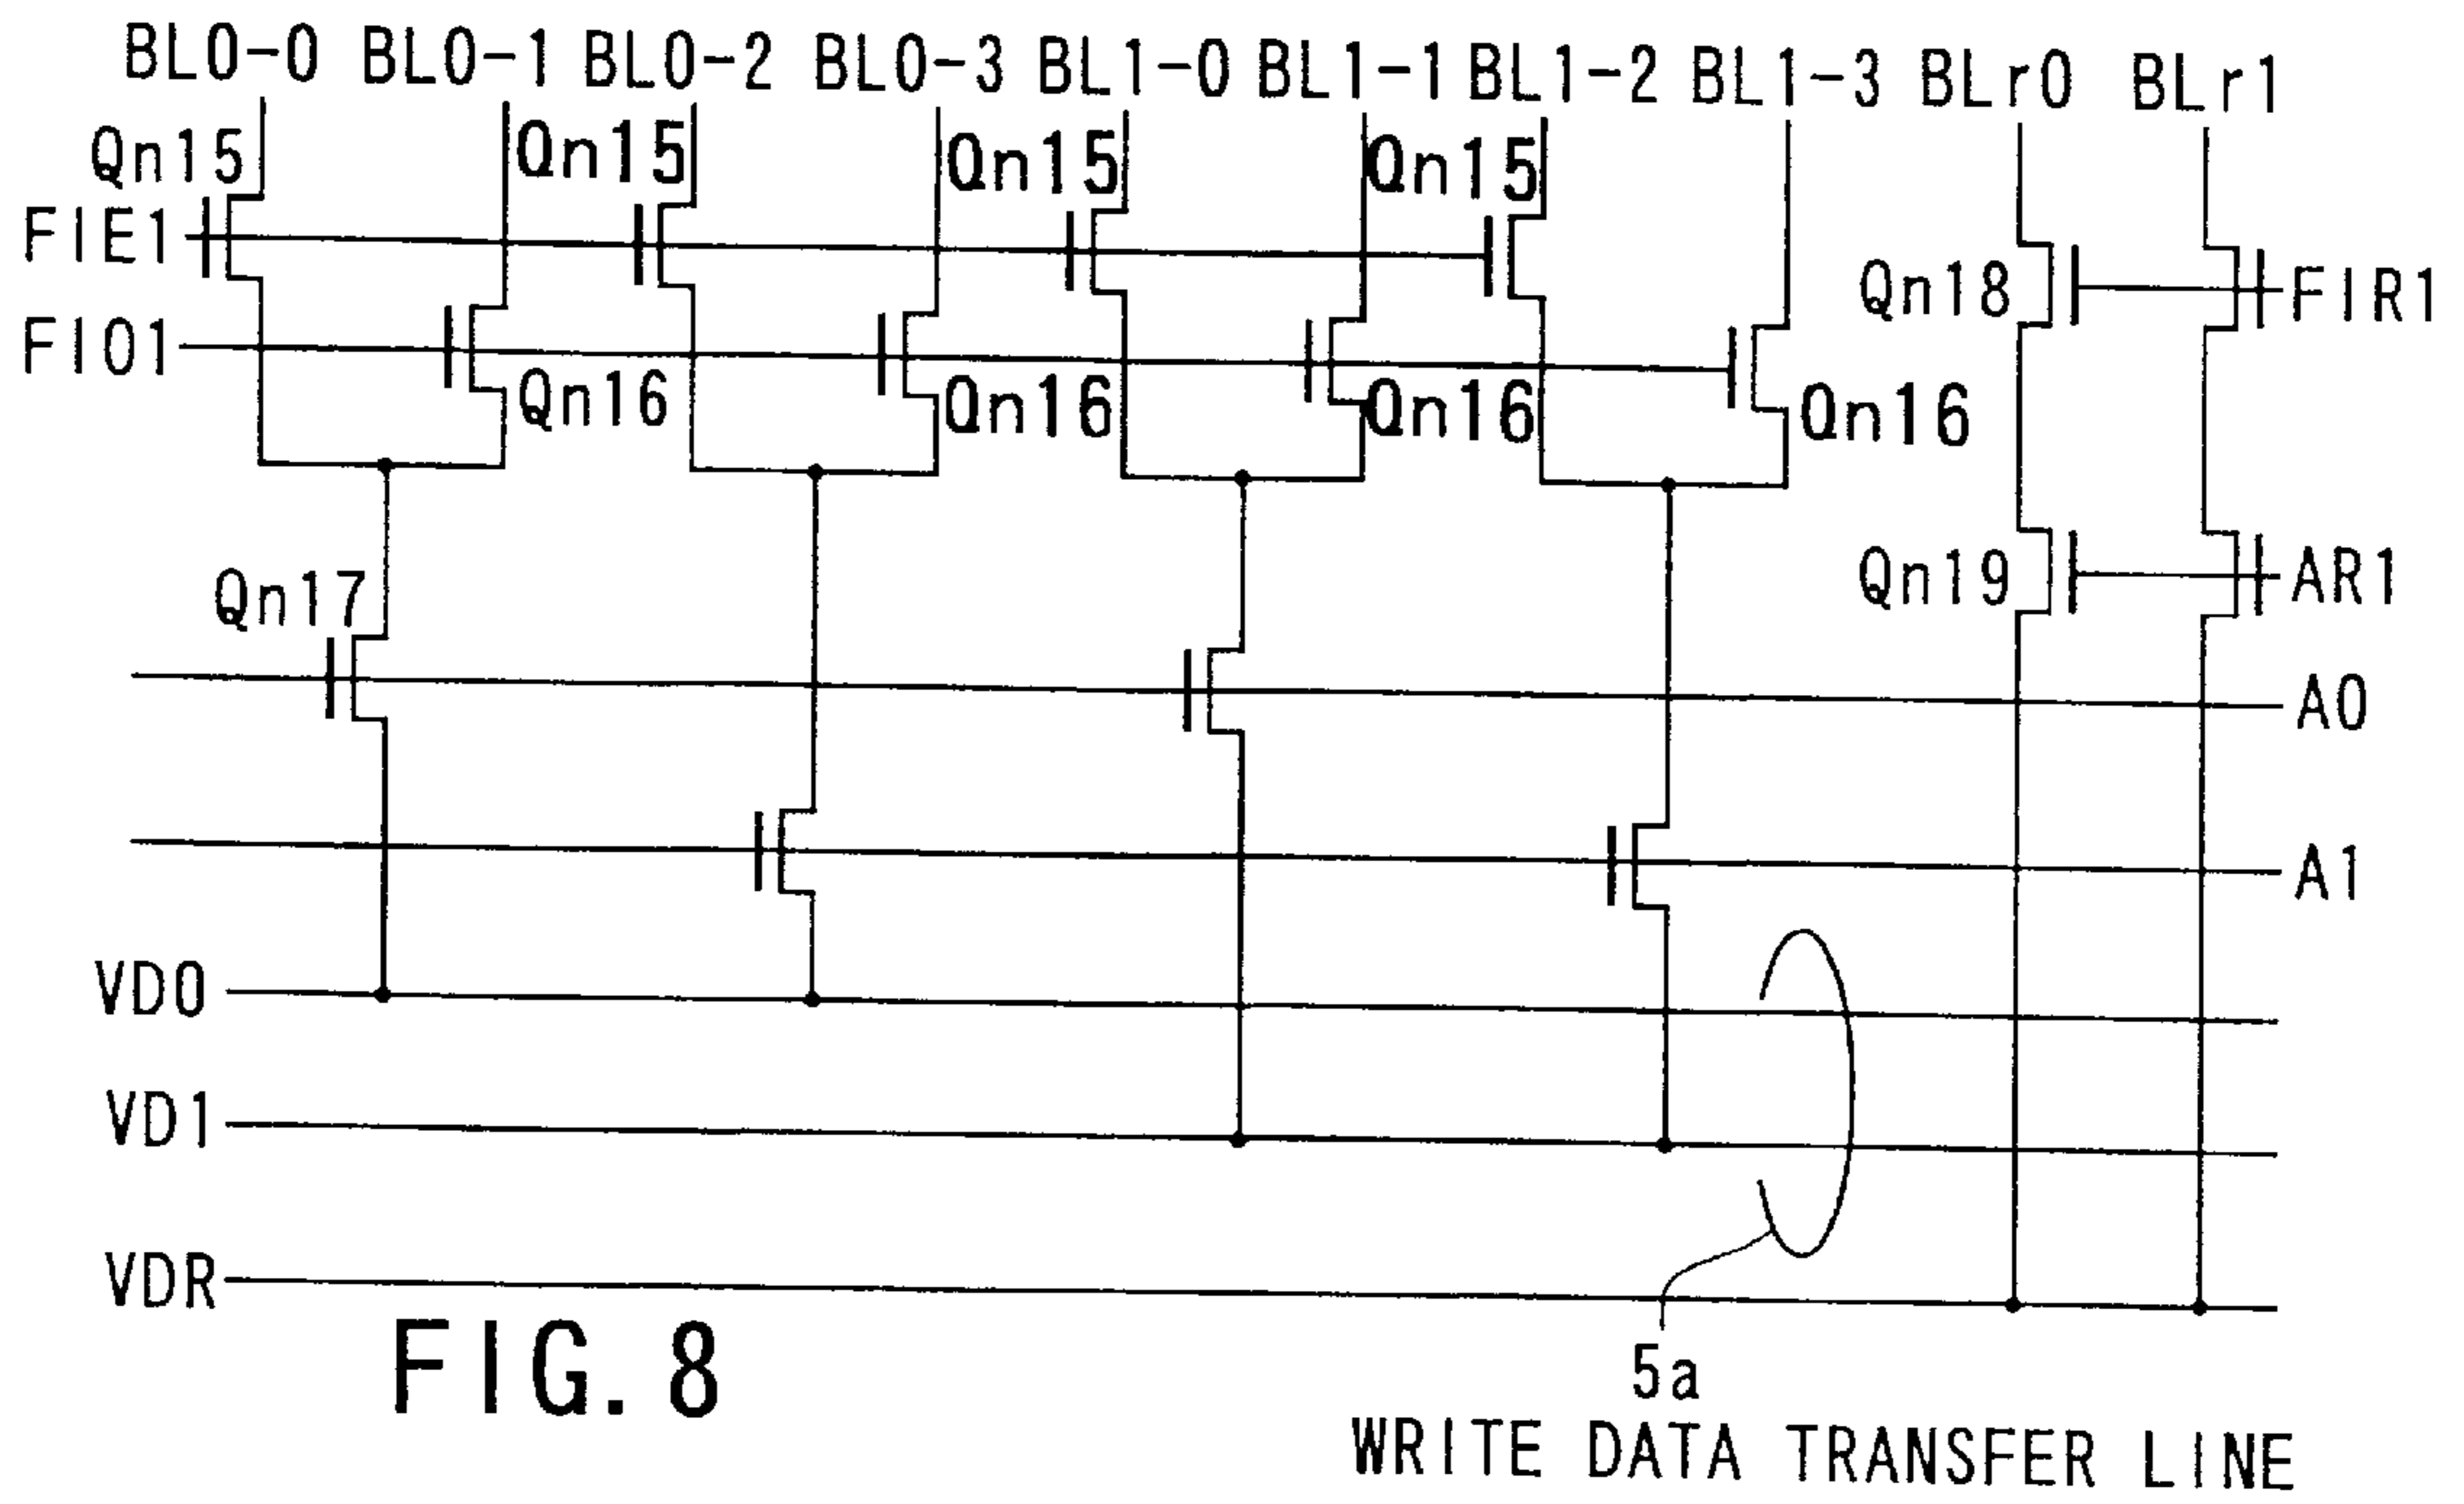 BL0-0 BL0-1 BL0-2 BL0-3 BL1-0 BL1-1 BL1-2 BL1-3 BLr0 BLr1
Qn15 Qn15 Qn15 Qn15
FIE1
Qn18 FIR1
FIO1
Qn16 Qn16 Qn16 Qn16
Qn17
Qn19 AR1
A0
A1
VD0
VD1
VDR
FIG. 8
5a
WRITE DATA TRANSFER LINE